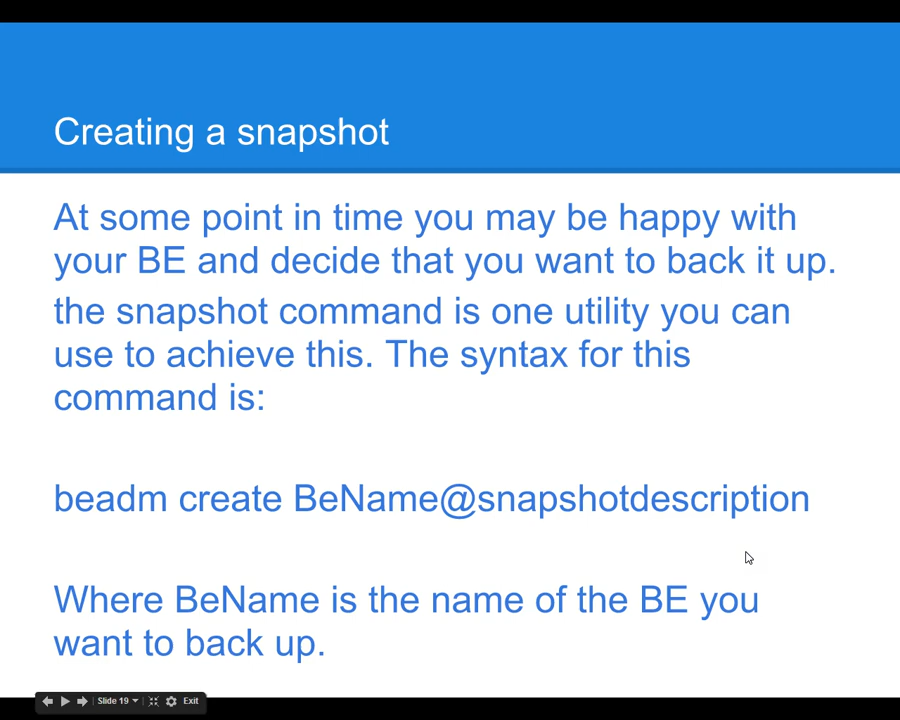 Creating a snapshot
At some point in time you may be happy with
your BE and decide that you want to back it up.
the snapshot command is one utility you can
use to achieve this. The syntax for this
command is:
beadm create BeName@snapshotdescription
Where BeName is the name of the BE you
want to back up.
Slide 19 Exit